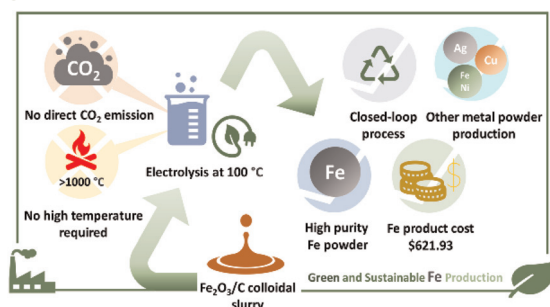 CO2
No direct CO2 emission
>1000 °C
No high temperature
required
Electrolysis at 100 °C
Fe2O3/C colloidal
slurry
Closed-loop
process
Ag
Cu
Fe
Ni
Other metal powder
production
Fe
High purity
Fe powder
$
Fe product cost
$621.93
Green and Sustainable Fe Production